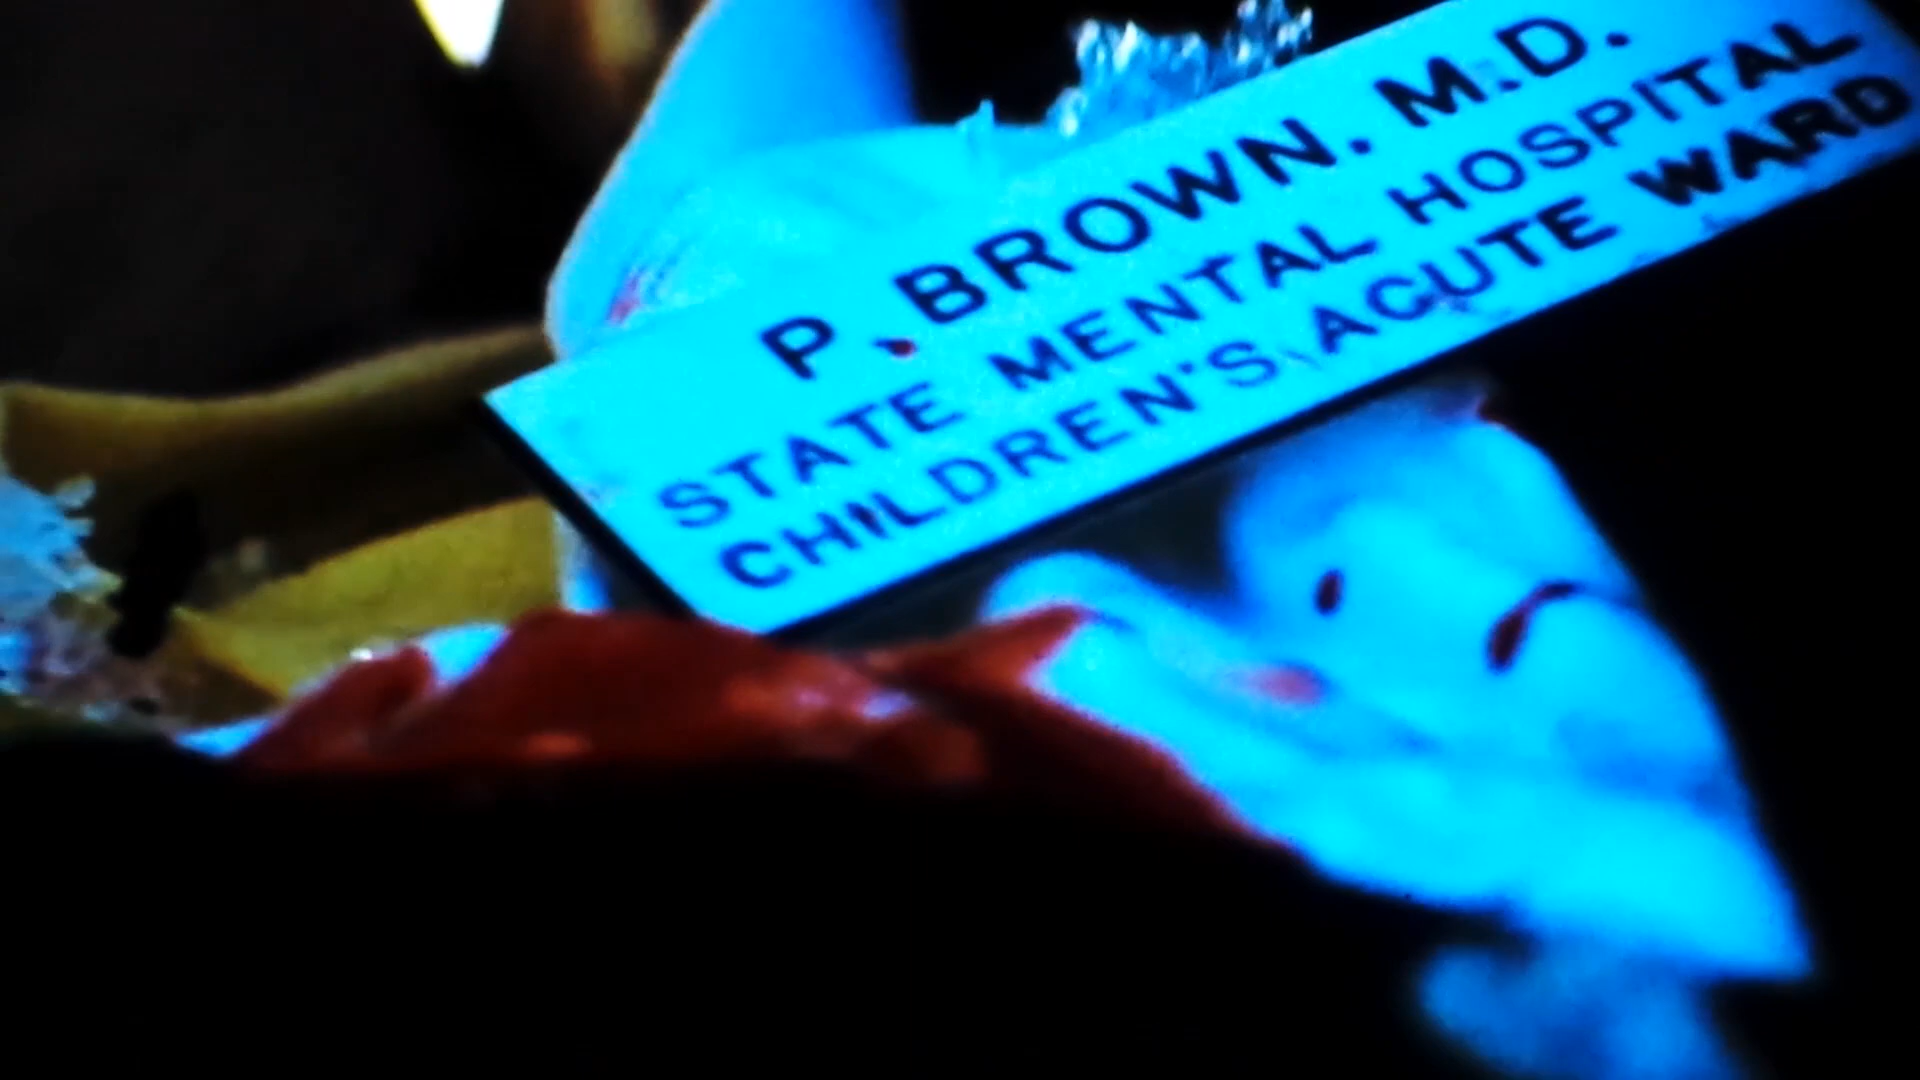 P. BROWN. M.D.
STATE MENTAL HOSPITAL
CHILDREN'S ACUTE WARD